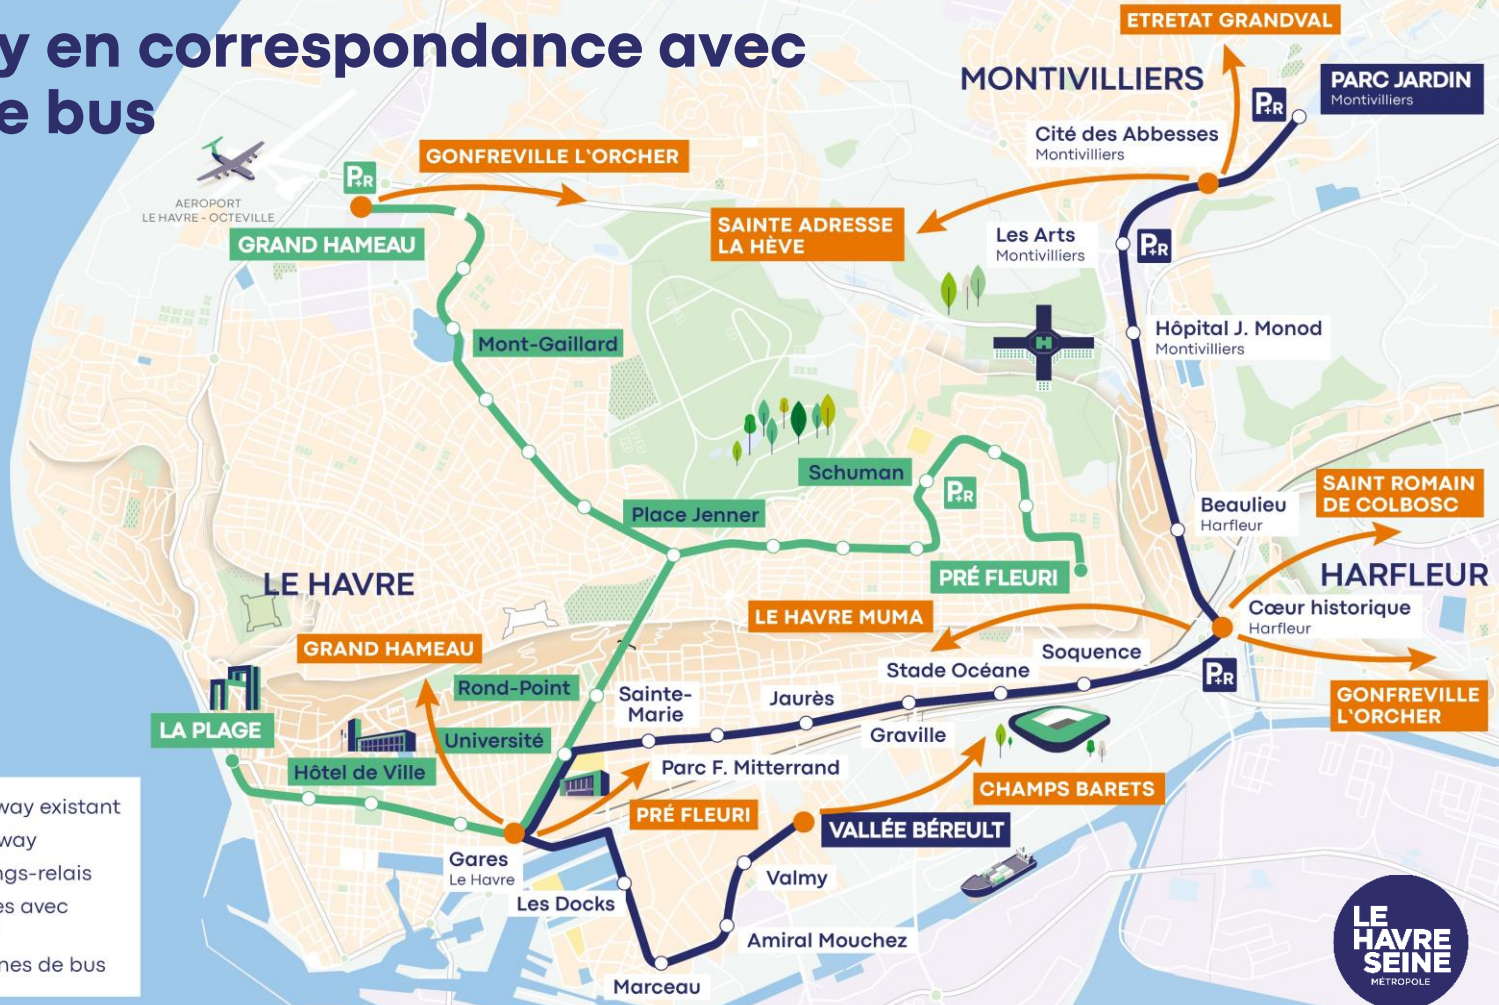 y en correspondance avec
e bus
ETRETAT GRANDVAL
MONTIVILLIERS
PARC JARDIN
Montivilliers
P+R
Cité des Abbesses
Montivilliers
GONFREVILLE L'ORCHER
P+R
AEROPORT
LE HAVRE - OCTEVILLE
GRAND HAMEAU
SAINTE ADRESSE
LA HÈVE
Les Arts
Montivilliers
P+R
Mont-Gaillard
H
Hôpital J. Monod
Montivilliers
Schuman
P+R
Place Jenner
Beaulieu
Harfleur
SAINT ROMAIN
DE COLBOSC
PRÉ FLEURI
HARFLEUR
LE HAVRE
LE HAVRE MUMA
Cœur historique
Harfleur
GRAND HAMEAU
Rond-Point
Sainte-
Marie
Jaurès
Stade Océane
Soquence
P+R
GONFREVILLE
L'ORCHER
LA PLAGE
Université
Graville
Hôtel de Ville
Parc F. Mitterrand
CHAMPS BARETS
PRÉ FLEURI
VALLÉE BÉREULT
Gares
Le Havre
Valmy
Les Docks
Amiral Mouchez
Marceau
way existant
way
ngs-relais
es avec
nes de bus
LE
HAVRE
SEINE
MÉTROPOLE